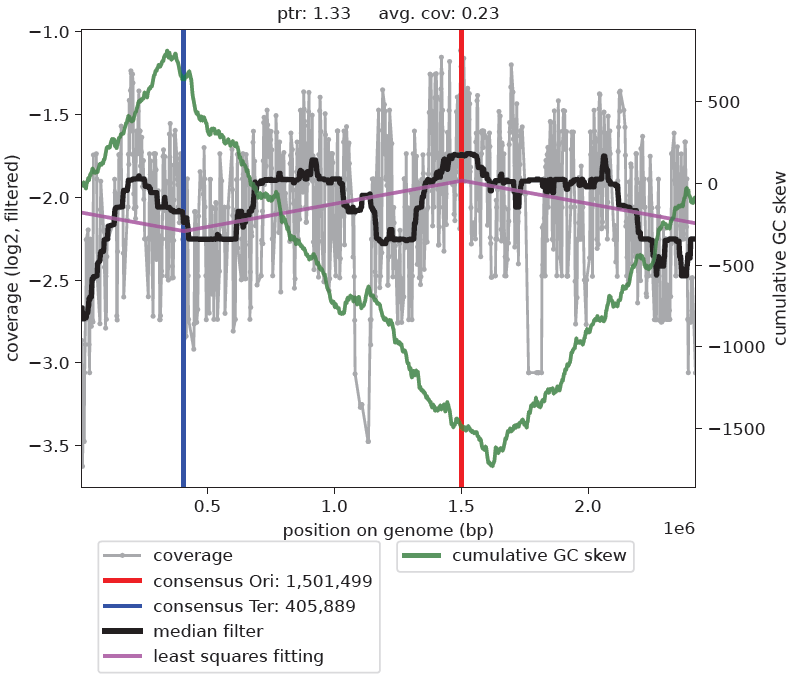 ptr: 1.33 avg. cov: 0.23
−1.0
−1.5
−2.0
−2.5
−3.0
−3.5
coverage (log2, filtered)
500
0
−500
−1000
−1500
cumulative GC skew
0.5 1.0 1.5 2.0
1e6
position on genome (bp)
coverage
consensus Ori: 1,501,499
consensus Ter: 405,889
median filter
least squares fitting
cumulative GC skew